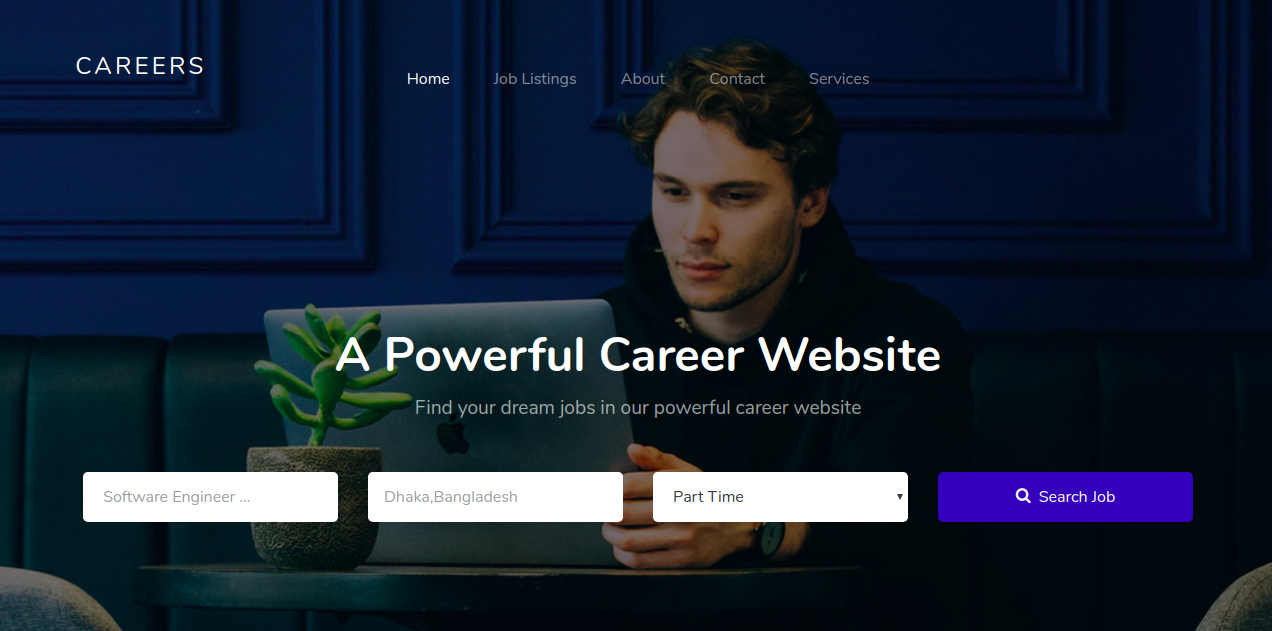 CAREERS
Home Job Listings About Contact Services
A Powerful Career Website
Find your dream jobs in our powerful career website
Software Engineer ... Dhaka,Bangladesh Part Time Search Job